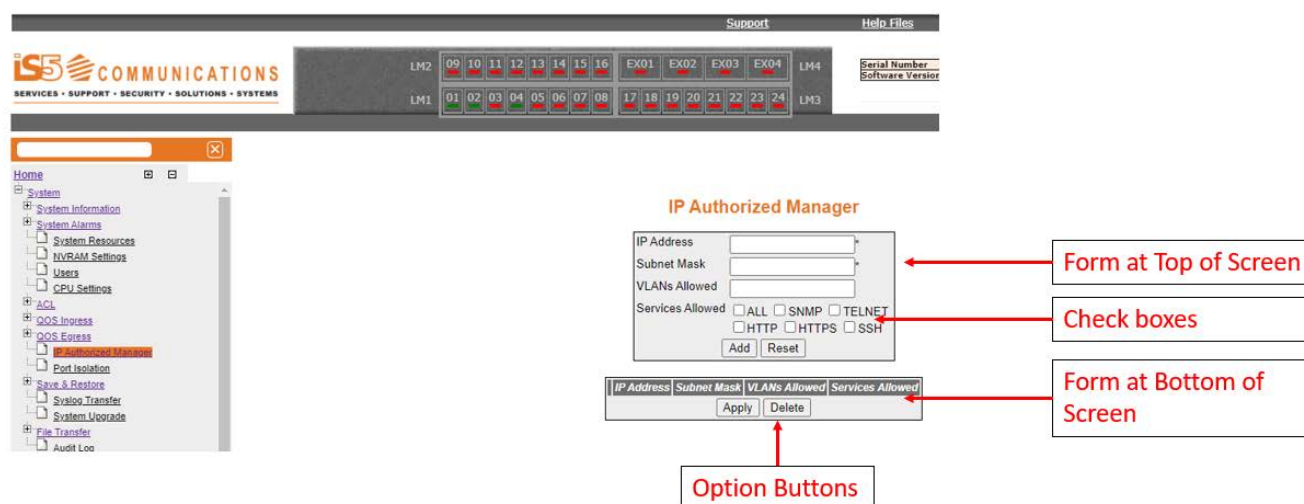 Support Help Files
iS5 COMMUNICATIONS
SERVICES • SUPPORT • SECURITY • SOLUTIONS • SYSTEMS
LM2 09 10 11 12 13 14 15 16 EX01 EX02 EX03 EX04 LM4
LM1 01 02 03 04 05 06 07 08 17 18 19 20 21 22 23 24 LM3
Serial Number
Software Version
Home
System
System Information
System Alarms
System Resources
NVRAM Settings
Users
CPU Settings
ACL
QOS Ingress
QOS Egress
IP Authorized Manager
Port Isolation
Save & Restore
Syslog Transfer
System Upgrade
File Transfer
Audit Log
IP Authorized Manager
IP Address *
Subnet Mask *
VLANs Allowed
Services Allowed ALL SNMP TELNET
HTTP HTTPS SSH
Add Reset
IP Address Subnet Mask VLANs Allowed Services Allowed
Apply Delete
Form at Top of Screen
Check boxes
Form at Bottom of
Screen
Option Buttons